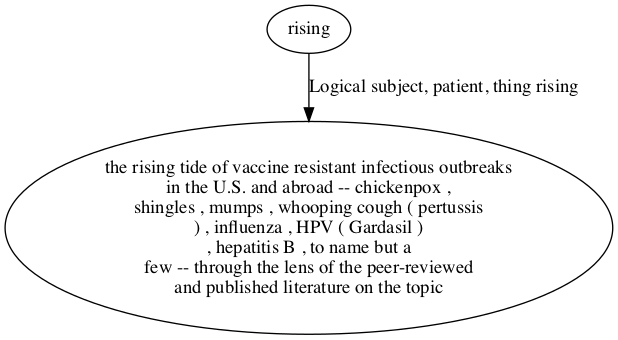 rising
Logical subject, patient, thing rising
the rising tide of vaccine resistant infectious outbreaks
in the U.S. and abroad -- chickenpox ,
shingles , mumps , whooping cough ( pertussis
) , influenza , HPV ( Gardasil )
, hepatitis B , to name but a
few -- through the lens of the peer-reviewed
and published literature on the topic